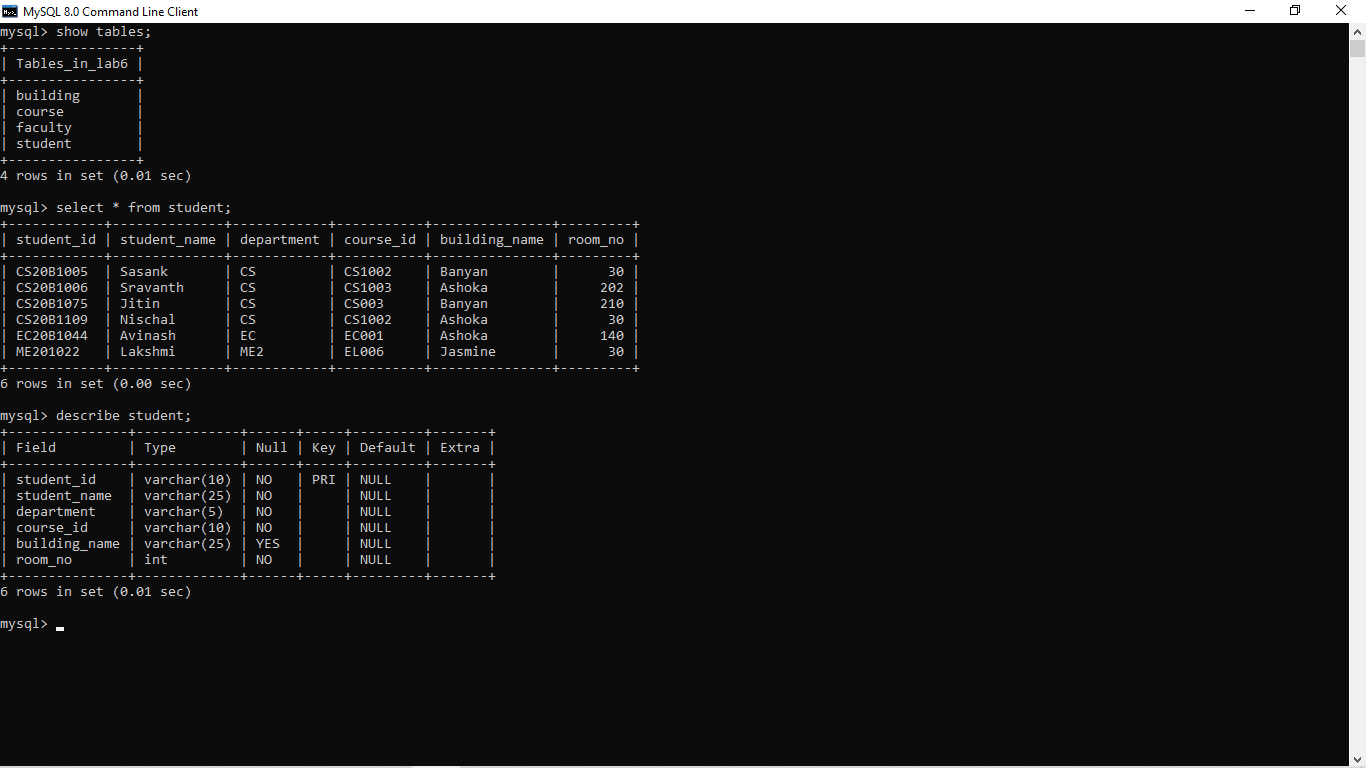 MySQL 8.0 Command Line Client
mysql> show tables;
+----------------+
| Tables_in_lab6 |
+----------------+
| building       |
| course         |
| faculty        |
| student        |
+----------------+
4 rows in set (0.01 sec)

mysql> select * from student;
+------------+--------------+------------+-----------+---------------+---------+
| student_id | student_name | department | course_id | building_name | room_no |
+------------+--------------+------------+-----------+---------------+---------+
| CS20B1005  | Sasank       | CS         | CS1002    | Banyan        |      30 |
| CS20B1006  | Sravanth     | CS         | CS1003    | Ashoka        |     202 |
| CS20B1075  | Jitin        | CS         | CS003     | Banyan        |     210 |
| CS20B1109  | Nischal      | CS         | CS1002    | Ashoka        |      30 |
| EC20B1044  | Avinash      | EC         | EC001     | Ashoka        |     140 |
| ME201022   | Lakshmi      | ME2        | EL006     | Jasmine       |      30 |
+------------+--------------+------------+-----------+---------------+---------+
6 rows in set (0.00 sec)

mysql> describe student;
+---------------+-------------+------+-----+---------+-------+
| Field         | Type        | Null | Key | Default | Extra |
+---------------+-------------+------+-----+---------+-------+
| student_id    | varchar(10) | NO   | PRI | NULL    |       |
| student_name  | varchar(25) | NO   |     | NULL    |       |
| department    | varchar(5)  | NO   |     | NULL    |       |
| course_id     | varchar(10) | NO   |     | NULL    |       |
| building_name | varchar(25) | YES  |     | NULL    |       |
| room_no       | int         | NO   |     | NULL    |       |
+---------------+-------------+------+-----+---------+-------+
6 rows in set (0.01 sec)

mysql>